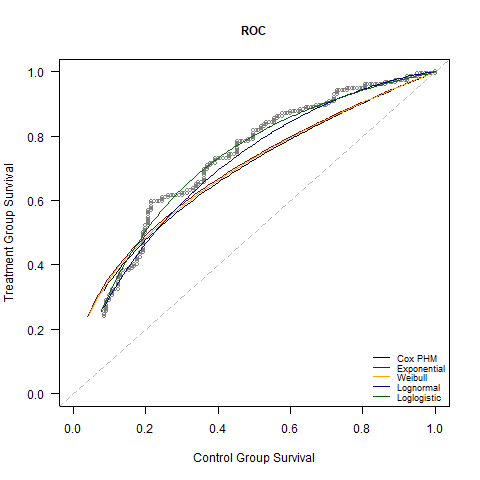 ROC
Treatment Group Survival
1.0
0.8
0.6
0.4
0.2
0.0
0.0 0.2 0.4 0.6 0.8 1.0
Control Group Survival
Cox PHM
Exponential
Weibull
Lognormal
Loglogistic